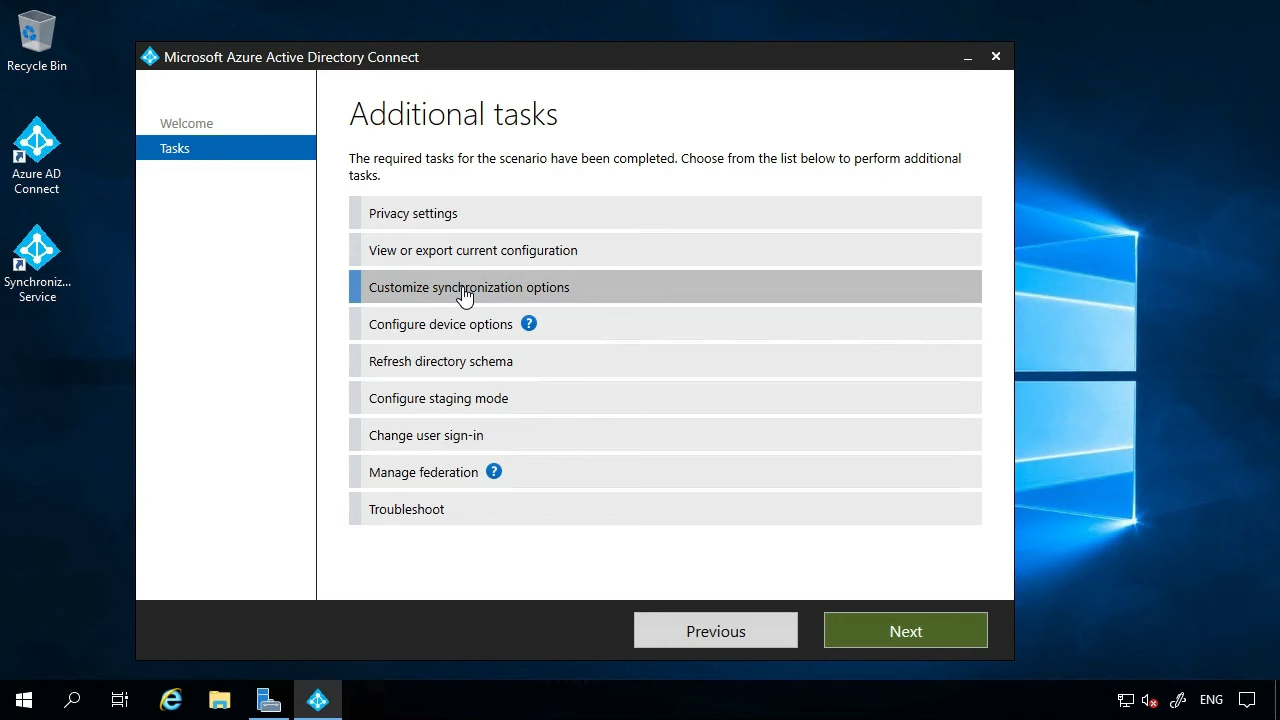 Recycle Bin
Azure AD
Connect
Synchroniz...
Service
Microsoft Azure Active Directory Connect
Welcome
Tasks
Additional tasks
The required tasks for the scenario have been completed. Choose from the list below to perform additional
tasks.
Privacy settings
View or export current configuration
Customize synchronization options
Configure device options ?
Refresh directory schema
Configure staging mode
Change user sign-in
Manage federation ?
Troubleshoot
Previous
Next
ENG